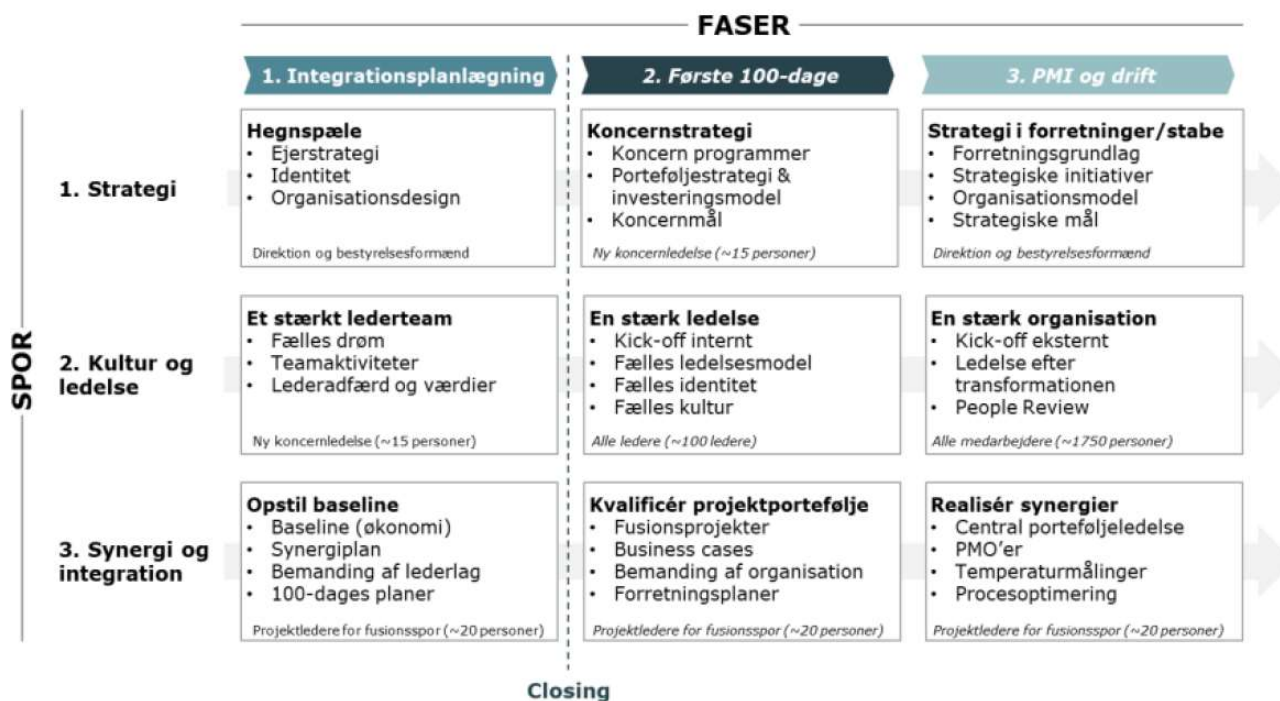 FASER
1. Integrationsplanlægning
2. Første 100-dage
3. PMI og drift
SPOR
1. Strategi
Hegnspæle
• Ejerstrategi
• Identitet
• Organisationsdesign
Direktion og bestyrelsesformænd
Koncernstrategi
• Koncern programmer
• Porteføljestrategi &
investeringsmodel
• Koncernmål
Ny koncernledelse (~15 personer)
Strategi i forretninger/stabe
• Forretningsgrundlag
• Strategiske initiativer
• Organisationsmodel
• Strategiske mål
Direktion og bestyrelsesformænd
2. Kultur og
ledelse
Et stærkt lederteam
• Fælles drøm
• Teamaktiviteter
• Lederadfærd og værdier
Ny koncernledelse (~15 personer)
En stærk ledelse
• Kick-off internt
• Fælles ledelsesmodel
• Fælles identitet
• Fælles kultur
Alle ledere (~100 ledere)
En stærk organisation
• Kick-off eksternt
• Ledelse efter
transformationen
• People Review
Alle medarbejdere (~1750 personer)
3. Synergi og
integration
Opstil baseline
• Baseline (økonomi)
• Synergiplan
• Bemanding af lederlag
• 100-dages planer
Projektledere for fusionsspor (~20 personer)
Kvalificér projektportefølje
• Fusionsprojekter
• Business cases
• Bemanding af organisation
• Forretningsplaner
Projektledere for fusionsspor (~20 personer)
Realisér synergier
• Central porteføljeledelse
• PMO'er
• Temperaturmålinger
• Procesoptimering
Projektledere for fusionsspor (~20 personer)
Closing